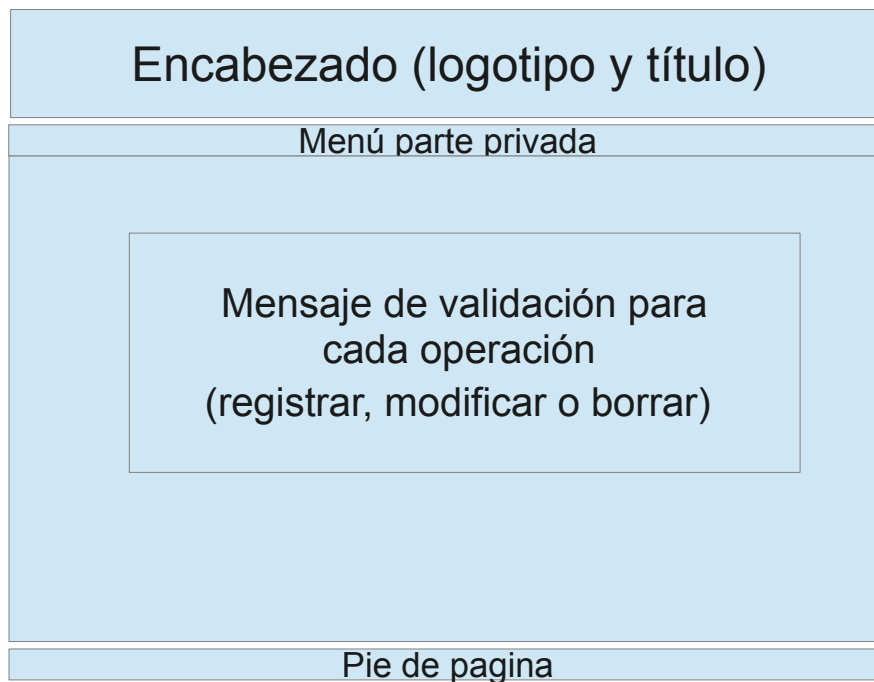 Encabezado (logotipo y título)
Menú parte privada
Mensaje de validación para
cada operación
(registrar, modificar o borrar)
Pie de pagina